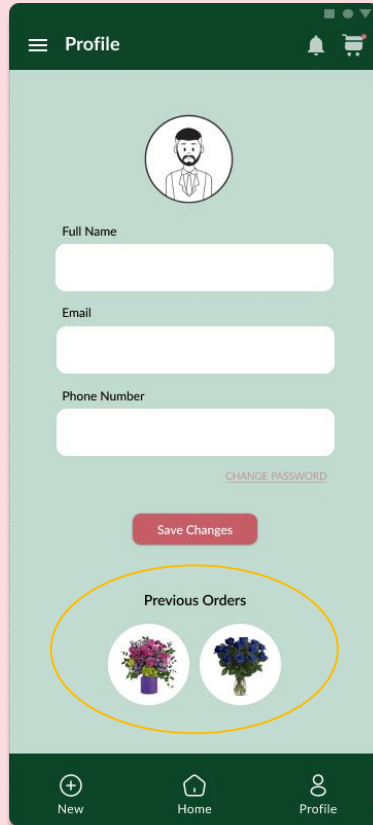 Profile
Full Name
Email
Phone Number
CHANGE PASSWORD
Save Changes
Previous Orders
New
Home
Profile